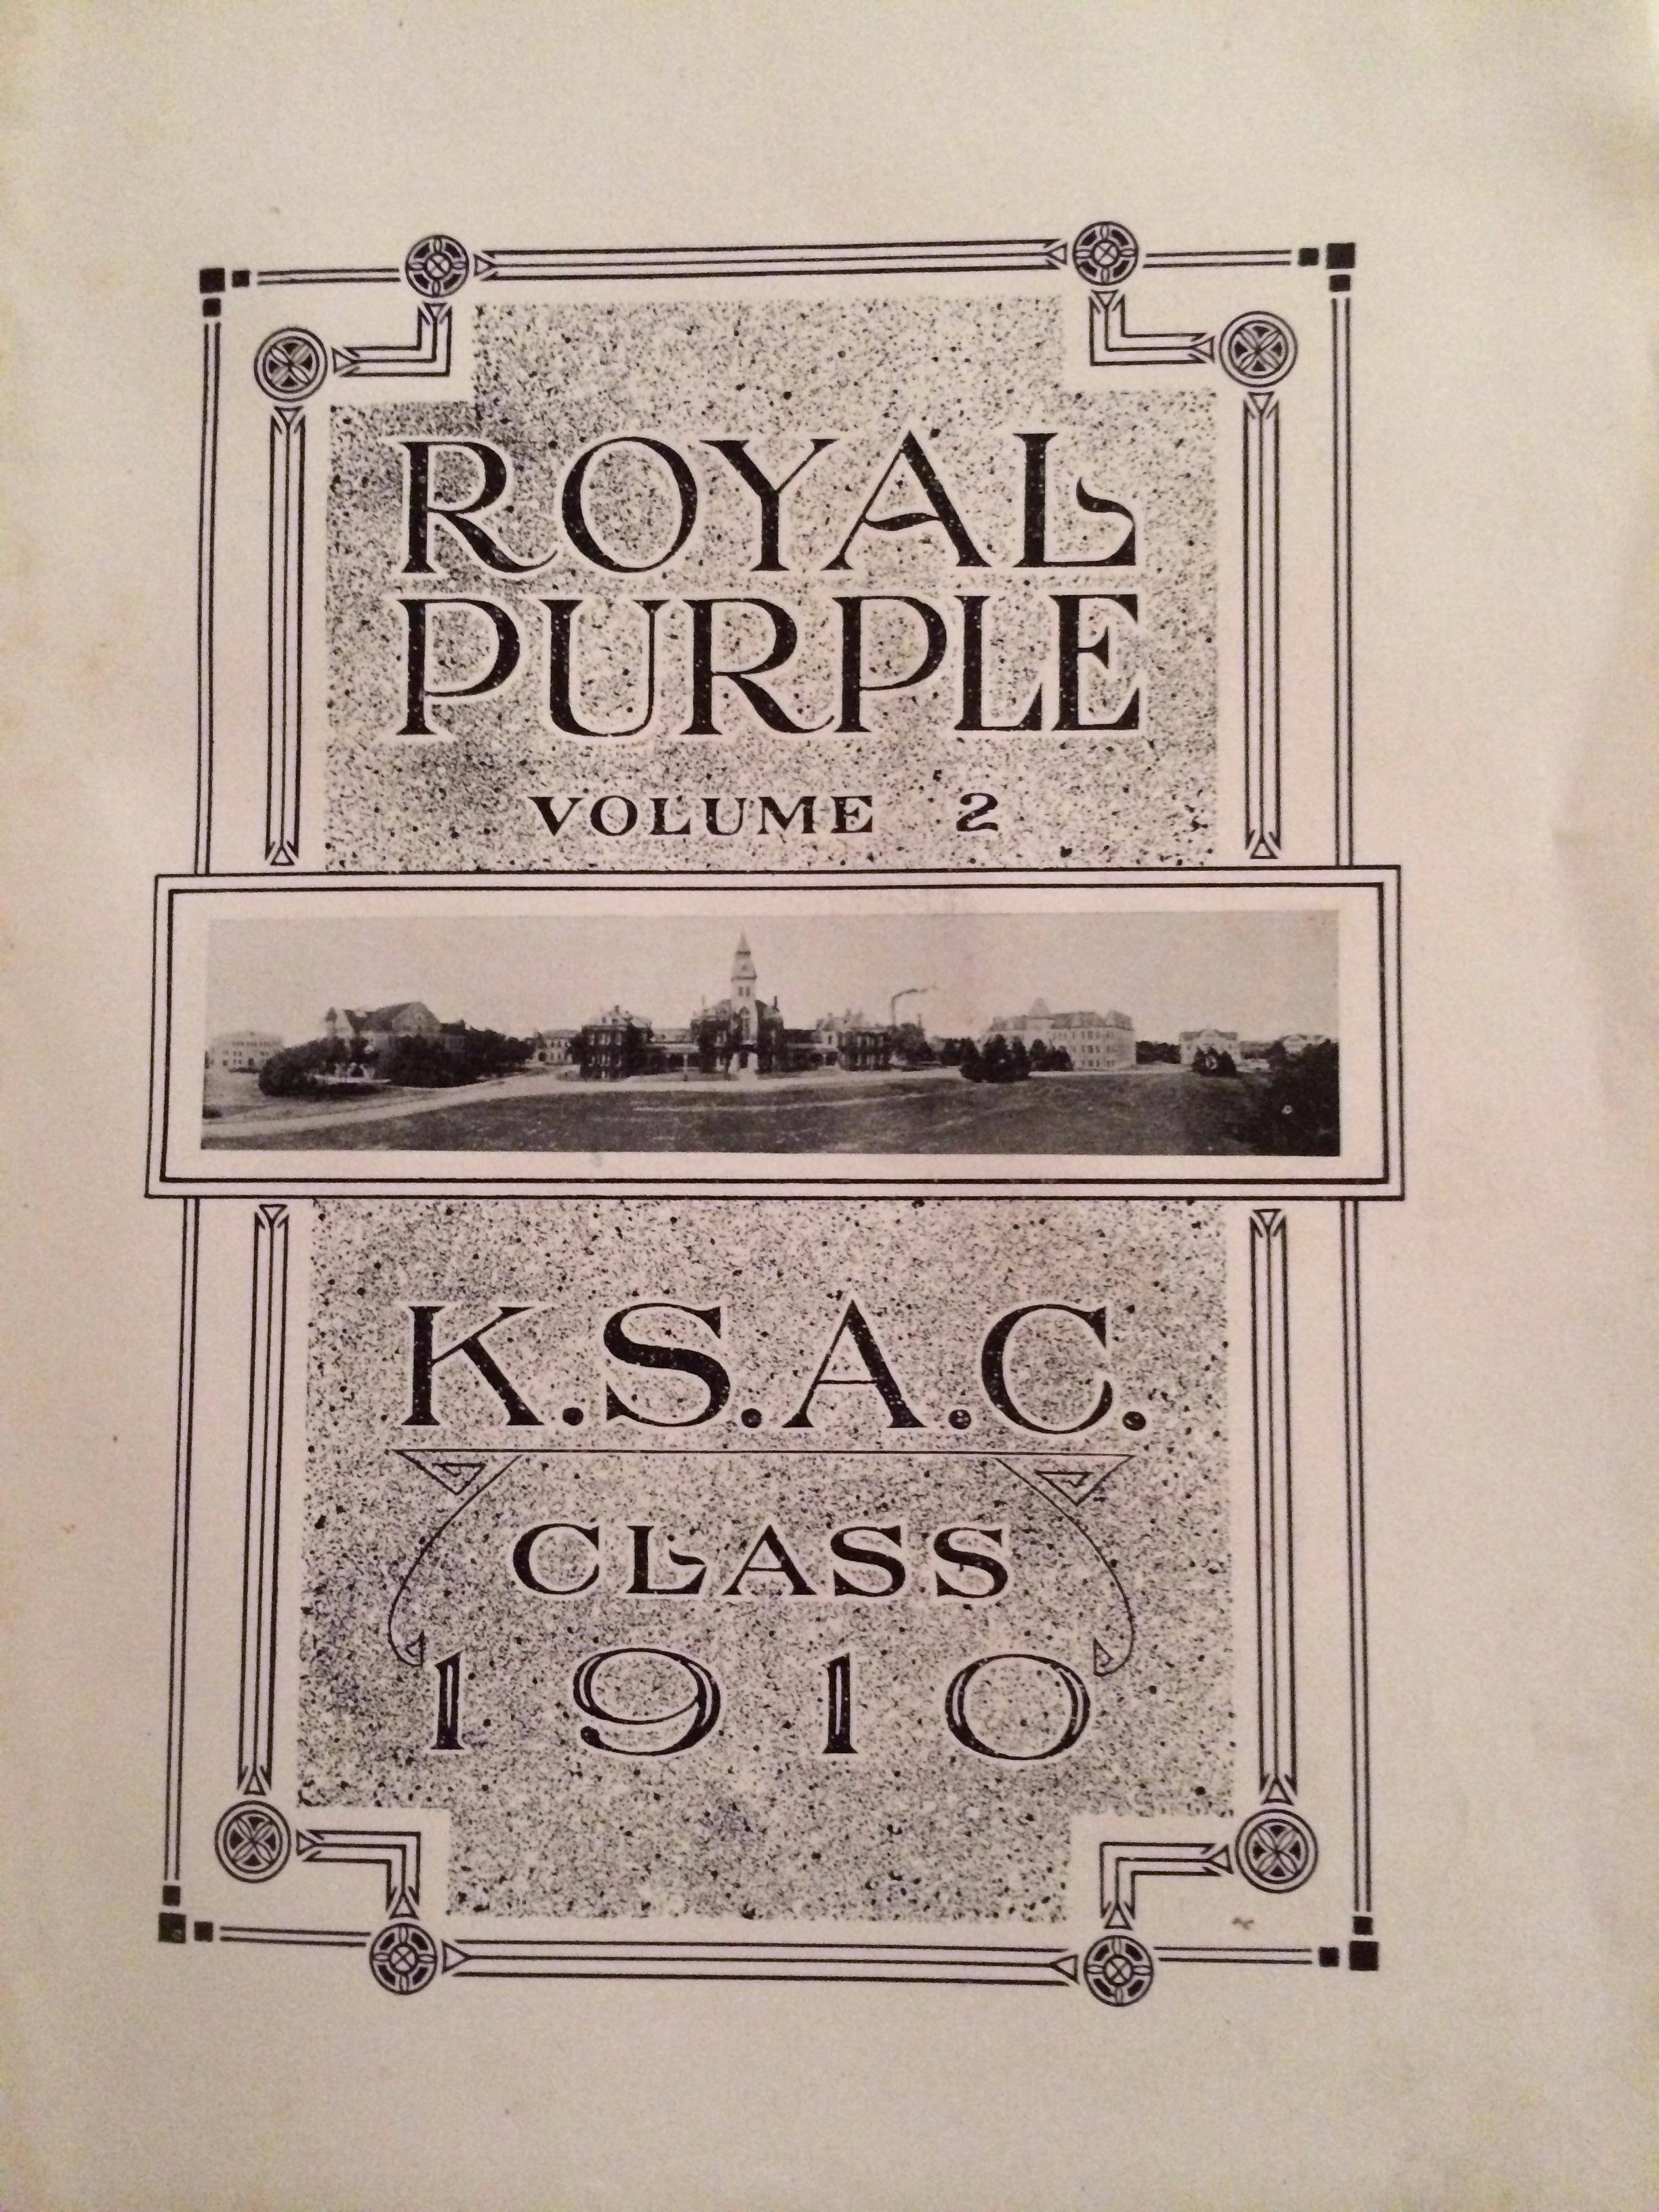 ROYAL
PURPLE
VOLUME 2
K.S.A.C.
CLASS
1910